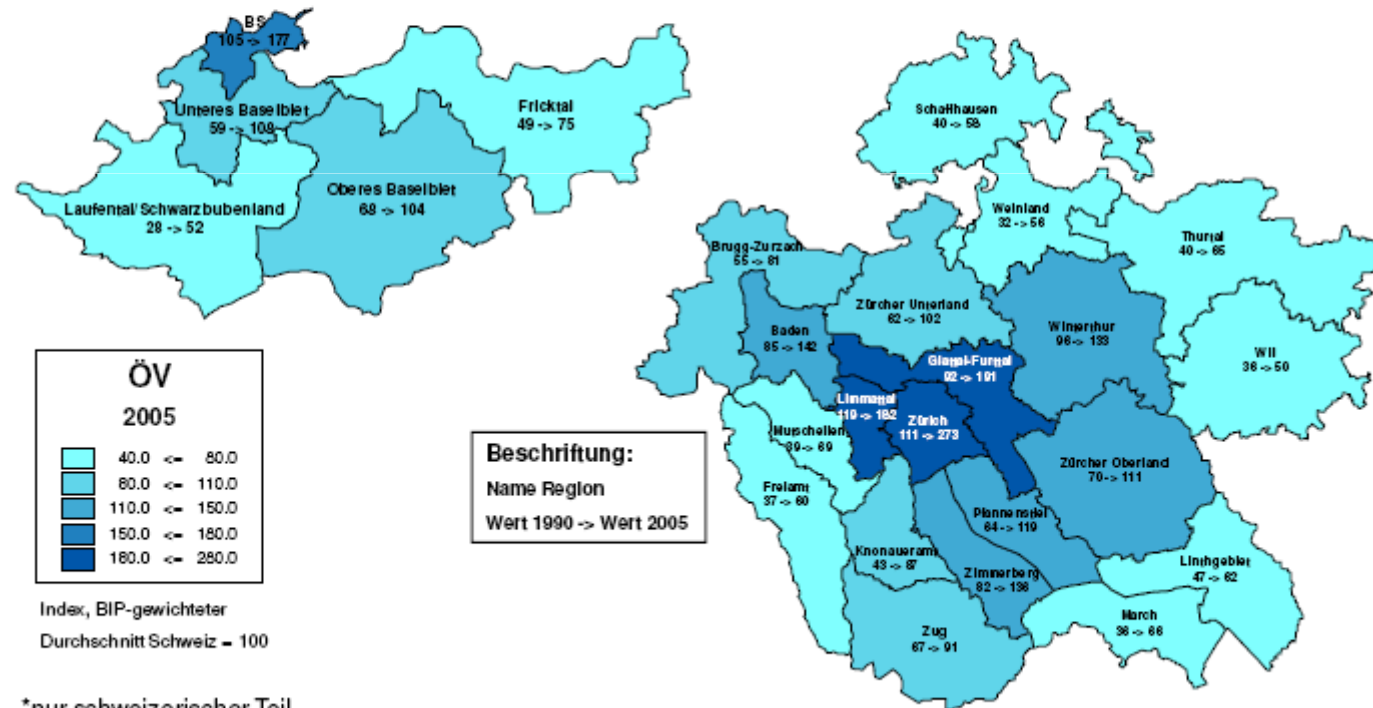 BS
105 -> 177
Unteres Baselbiet
59 -> 108
Fricktal
49 -> 75
Laufental/Schwarzbubenland
28 -> 52
Oberes Baselbiet
68 -> 104
Schaffhausen
40 -> 58
Weinland
32 -> 56
Thurtal
40 -> 65
Brugg-Zurzach
55 -> 81
Zürcher Unterland
62 -> 102
Winterthur
96 -> 133
Wil
36 -> 50
Baden
85 -> 142
Glattal-Furttal
92 -> 191
Limmattal
119 -> 182
Zürich
111 -> 273
Mutschellen
39 -> 69
Zürcher Oberland
70 -> 111
Freiamt
37 -> 60
Pfannenstiel
64 -> 119
Knonaueramt
43 -> 87
Zimmerberg
82 -> 136
Linthgebiet
47 -> 62
March
36 -> 66
Zug
67 -> 91
ÖV
2005
40.0 <= 80.0
80.0 <= 110.0
110.0 <= 150.0
150.0 <= 180.0
180.0 <= 280.0
Index, BIP-gewichteter
Durchschnitt Schweiz = 100
Beschriftung:
Name Region
Wert 1990 -> Wert 2005
*nur schweizerischer Teil